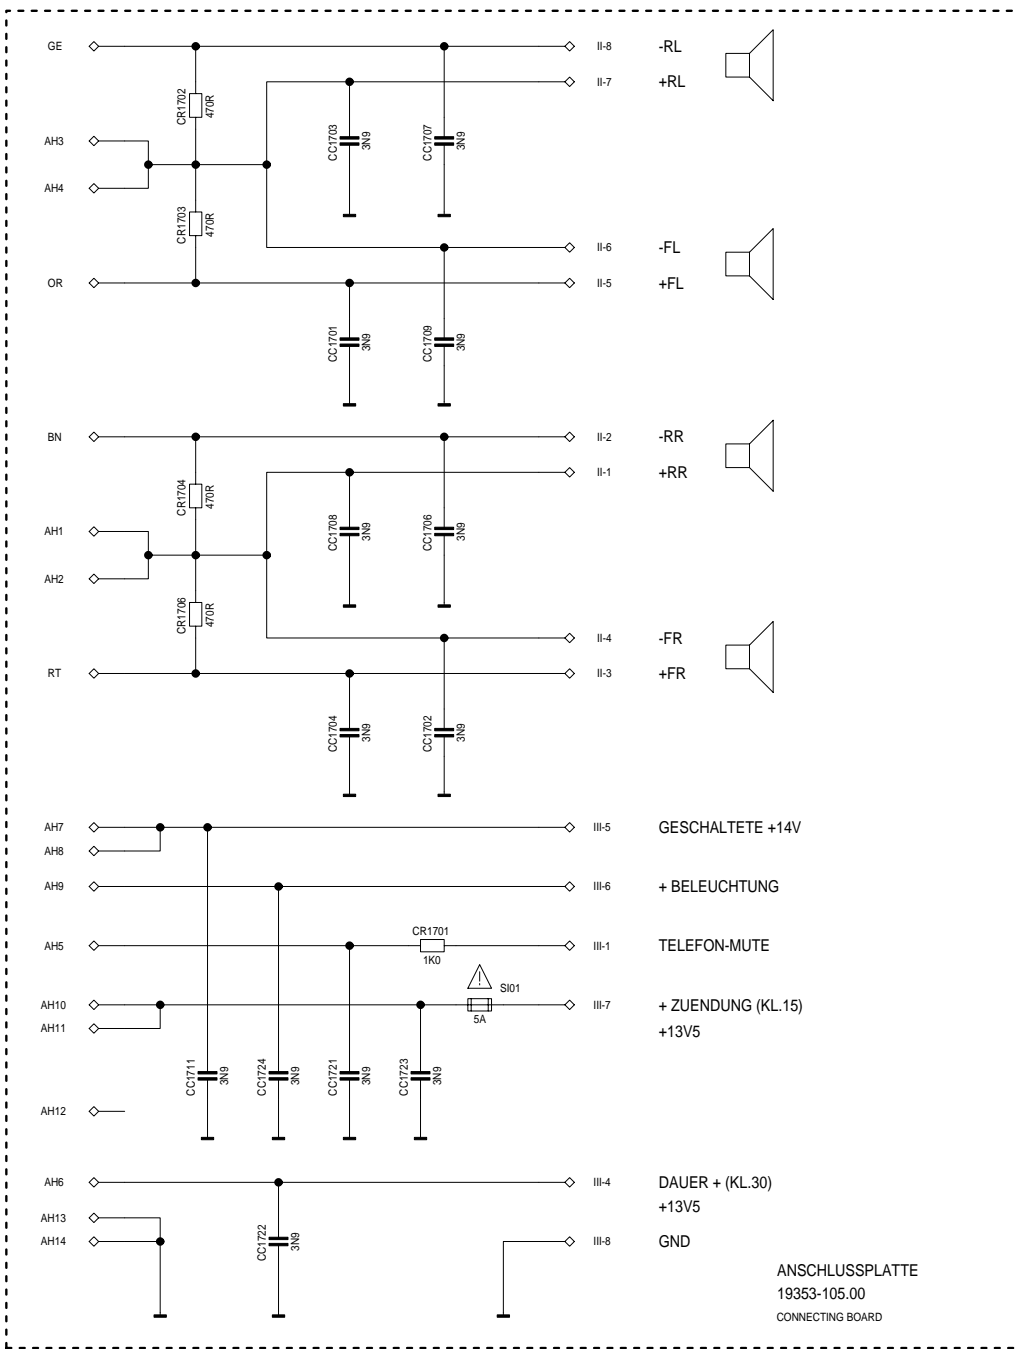 GE II-8 -RL
II-7 +RL
CR1702 470R
CC1703 3N9
CC1707 3N9
AH3
AH4
CR1703 470R
II-6 -FL
OR II-5 +FL
CC1701 3N9
CC1709 3N9
BN II-2 -RR
II-1 +RR
CR1704 470R
CC1708 3N9
CC1706 3N9
AH1
AH2
CR1706 470R
II-4 -FR
RT II-3 +FR
CC1704 3N9
CC1702 3N9
AH7 III-5 GESCHALTETE +14V
AH8
AH9 III-6 + BELEUCHTUNG
CR1701
AH5 III-1 TELEFON-MUTE
1K0
! SI01
AH10 III-7 + ZUENDUNG (KL.15)
5A
AH11 +13V5
CC1711 3N9
CC1724 3N9
CC1721 3N9
CC1723 3N9
AH12
AH6 III-4 DAUER + (KL.30)
+13V5
AH13
AH14 III-8 GND
CC1722 3N9
ANSCHLUSSPLATTE
19353-105.00
CONNECTING BOARD